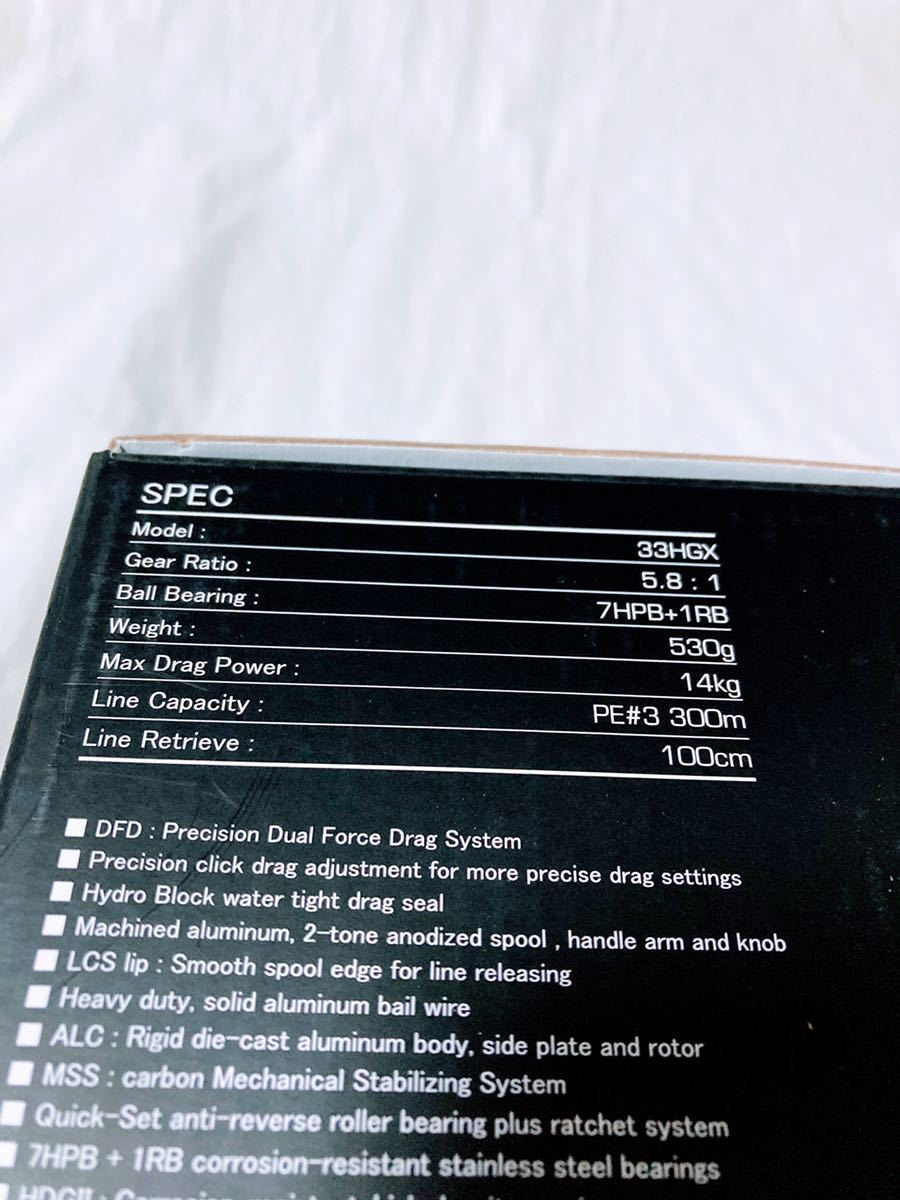 SPEC
Model : 33HGX
Gear Ratio : 5.8 : 1
Ball Bearing : 7HPB+1RB
Weight : 530g
Max Drag Power : 14kg
Line Capacity : PE#3 300m
Line Retrieve : 100cm
■ DFD : Precision Dual Force Drag System
■ Precision click drag adjustment for more precise drag settings
■ Hydro Block water tight drag seal
■ Machined aluminum, 2-tone anodized spool , handle arm and knob
■ LCS lip : Smooth spool edge for line releasing
■ Heavy duty, solid aluminum bail wire
■ ALC : Rigid die-cast aluminum body, side plate and rotor
■ MSS : carbon Mechanical Stabilizing System
■ Quick-Set anti-reverse roller bearing plus ratchet system
■ 7HPB + 1RB corrosion-resistant stainless steel bearings